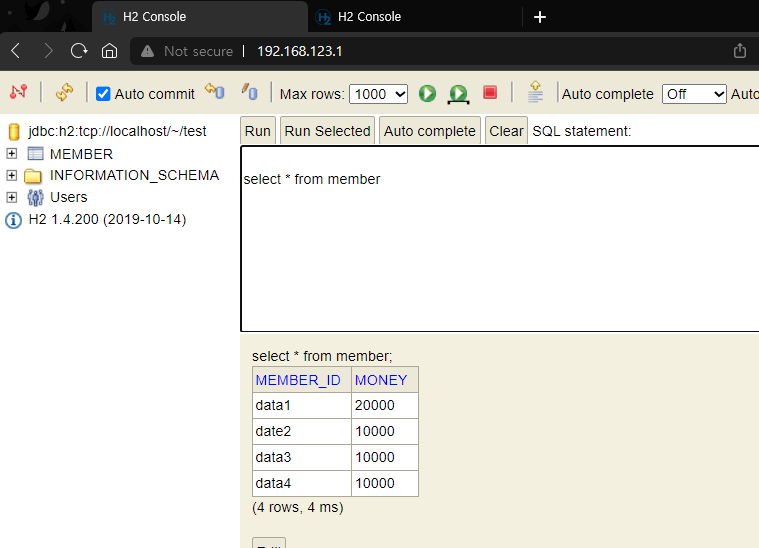 H2 Console
H2 Console
Not secure | 192.168.123.1
Auto commit Max rows: 1000 Auto complete Off Auto
jdbc:h2:tcp://localhost/~/test
MEMBER
INFORMATION_SCHEMA
Users
H2 1.4.200 (2019-10-14)
Run Run Selected Auto complete Clear SQL statement:
select * from member
select * from member;
MEMBER_ID MONEY
data1 20000
date2 10000
data3 10000
data4 10000
(4 rows, 4 ms)